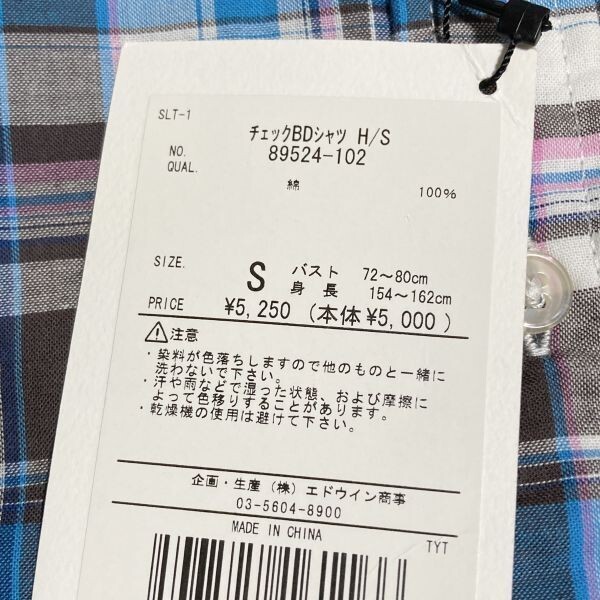 SLT-1
チェックBDシャツ H/S
NO. 89524-102
QUAL.
綿 100%
SIZE. S バスト 72～80cm
身長 154～162cm
PRICE ¥5,250 (本体¥5,000)
⚠注意
・染料が色落ちしますので他のものと一緒に
洗わないで下さい。
・汗や雨などで湿った状態、および摩擦に
よって色移りすることがあります。
・乾燥機の使用は避けて下さい。
企画・生産(株)エドウイン商事
03-5604-8900
MADE IN CHINA
TYT